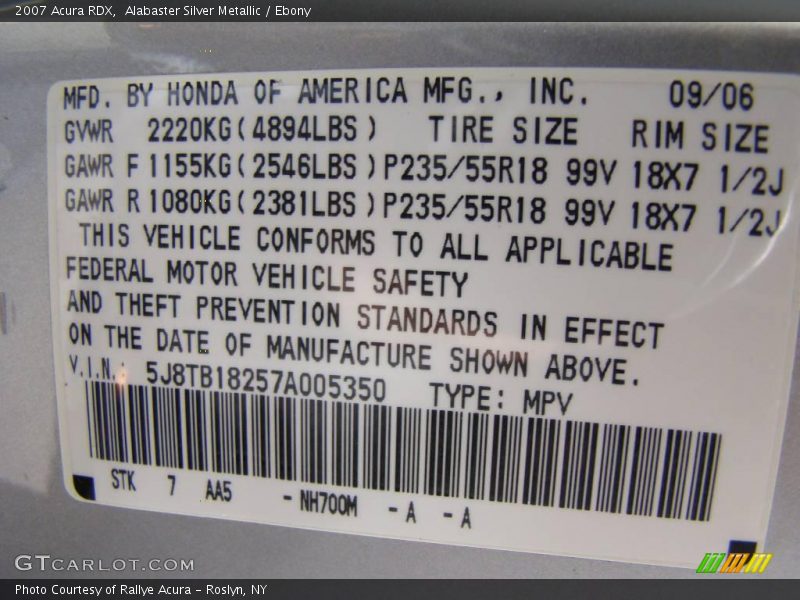 2007 Acura RDX,  Alabaster Silver Metallic / Ebony
MFD. BY HONDA OF AMERICA MFG., INC. 09/06
GVWR 2220KG(4894LBS) TIRE SIZE RIM SIZE
GAWR F 1155KG(2546LBS)P235/55R18 99V 18X7 1/2J
GAWR R 1080KG(2381LBS)P235/55R18 99V 18X7 1/2J
THIS VEHICLE CONFORMS TO ALL APPLICABLE
FEDERAL MOTOR VEHICLE SAFETY
AND THEFT PREVENTION STANDARDS IN EFFECT
ON THE DATE OF MANUFACTURE SHOWN ABOVE.
V.I.N.: 5J8TB18257A005350 TYPE: MPV
STK 7 AA5 -NH700M -A -A
GTCARLOT.COM
Photo Courtesy of Rallye Acura – Roslyn, NY